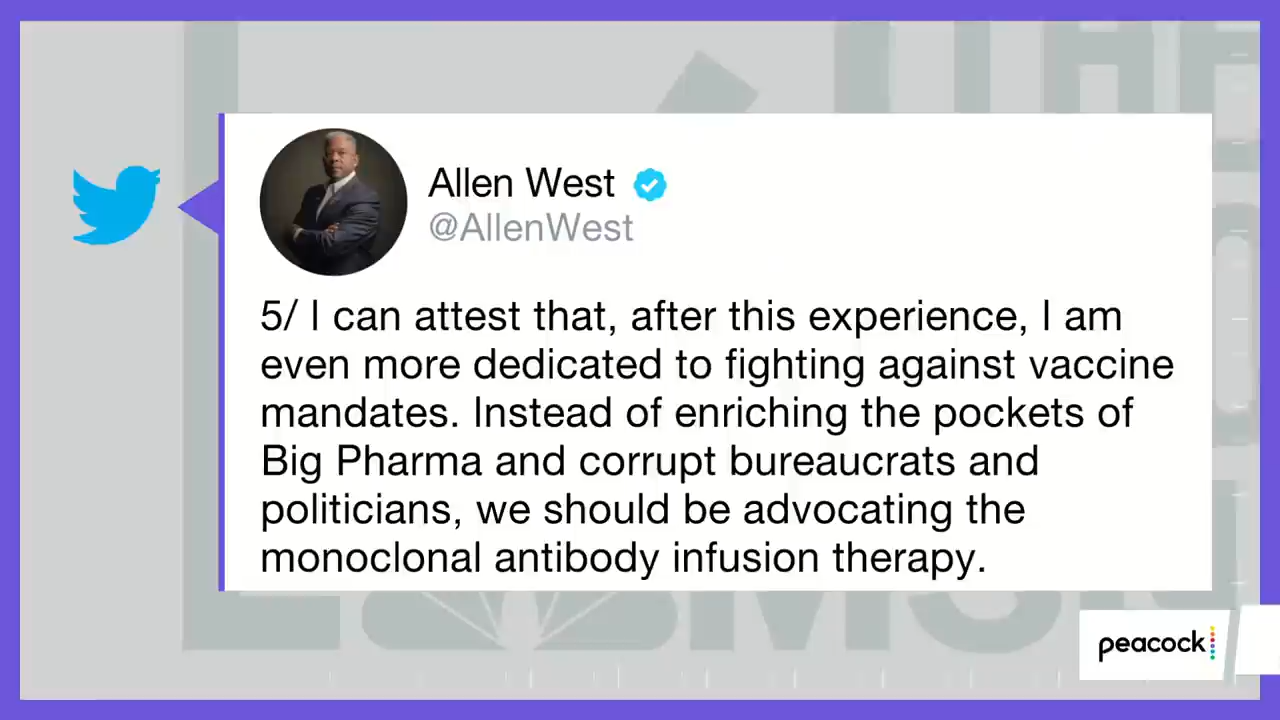 Allen West
@AllenWest
5/ I can attest that, after this experience, I am
even more dedicated to fighting against vaccine
mandates. Instead of enriching the pockets of
Big Pharma and corrupt bureaucrats and
politicians, we should be advocating the
monoclonal antibody infusion therapy.
peacock